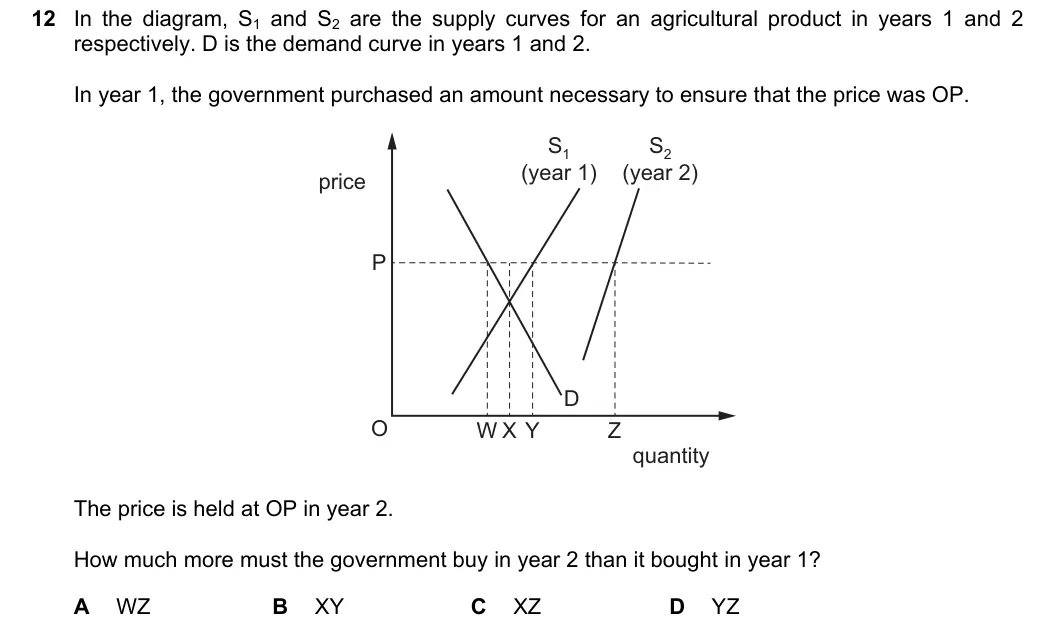 12 In the diagram, S₁ and S₂ are the supply curves for an agricultural product in years 1 and 2
respectively. D is the demand curve in years 1 and 2.
In year 1, the government purchased an amount necessary to ensure that the price was OP.
S₁ S₂
(year 1) (year 2)
price
P
D
O W X Y Z
quantity
The price is held at OP in year 2.
How much more must the government buy in year 2 than it bought in year 1?
A WZ B XY C XZ D YZ